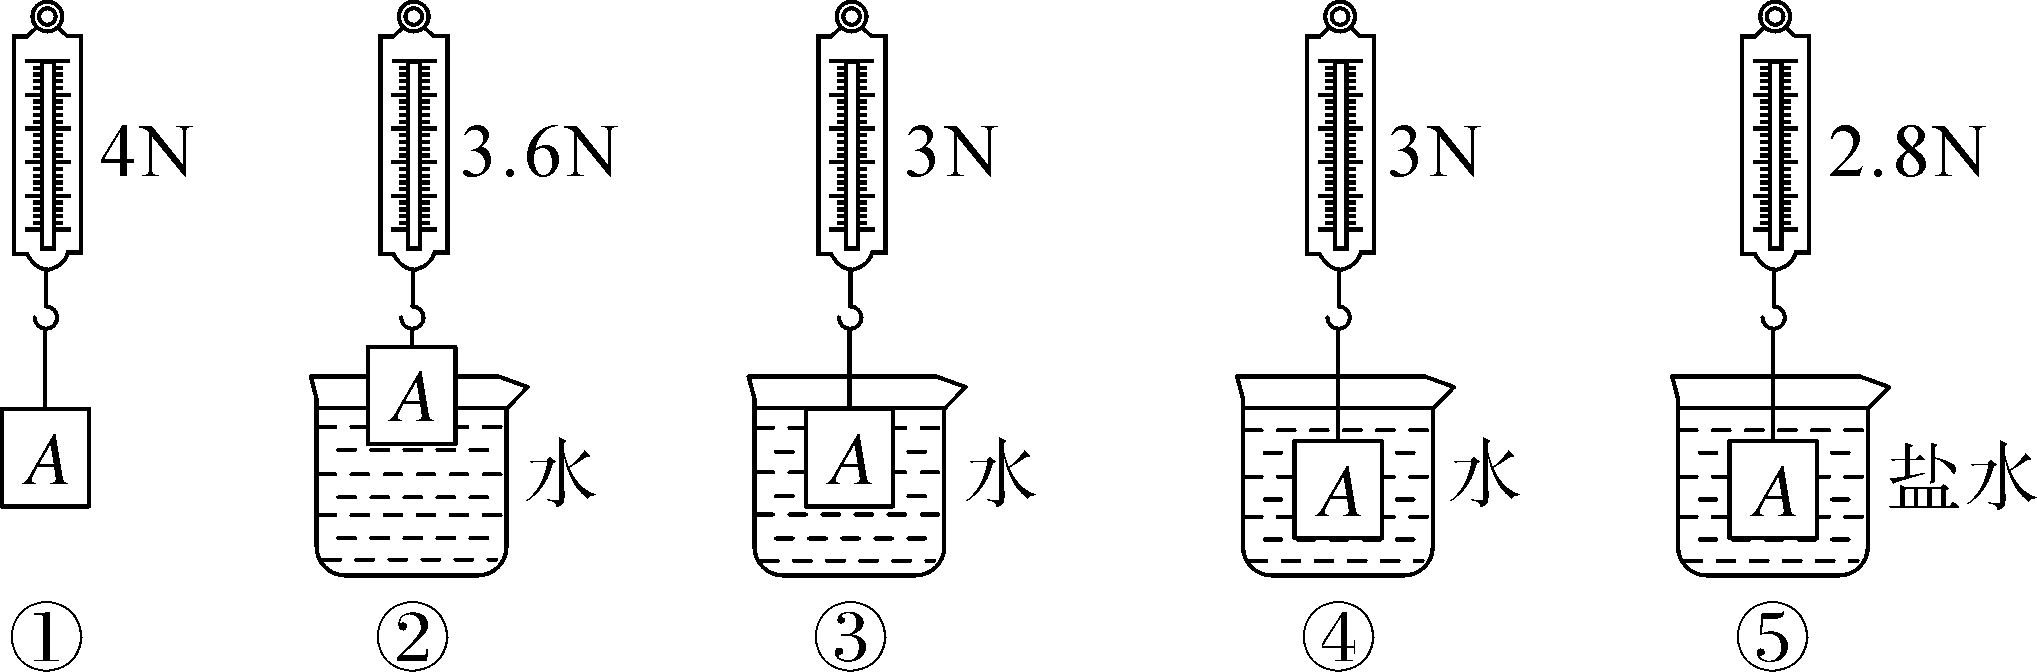 4N 3.6N 3N 3N 2.8N
A A A A A
水 水 水 盐水
① ② ③ ④ ⑤